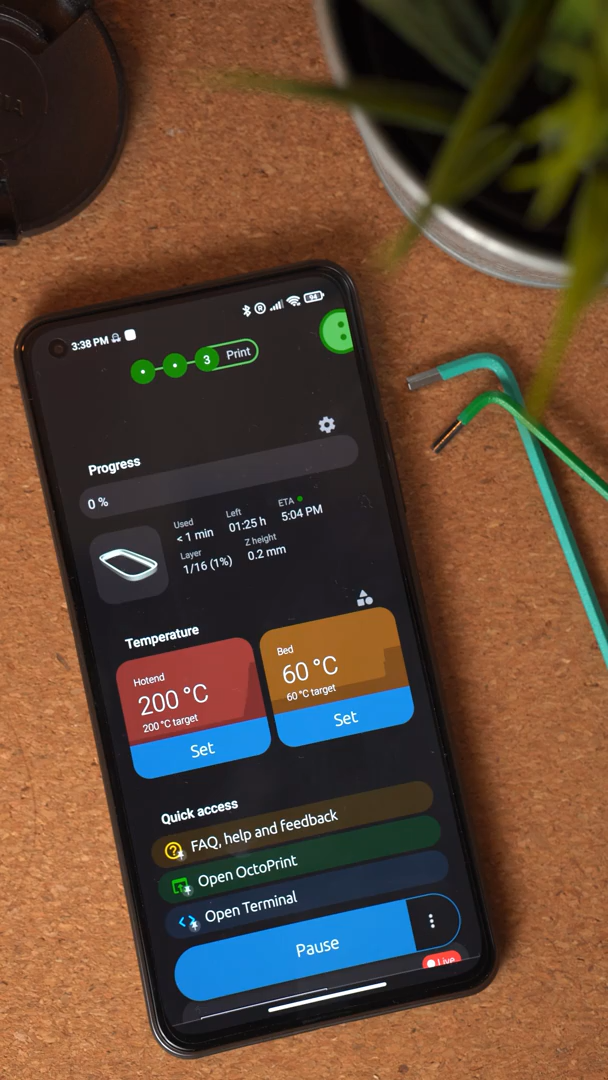 3:38 PM
94
3 Print
Progress
0 %
Used Left ETA
< 1 min 01:25 h 5:04 PM
Layer Z height
1/16 (1%) 0.2 mm
Temperature
Hotend
200 °C
200 °C target
Set
Bed
60 °C
60 °C target
Set
Quick access
FAQ, help and feedback
Open OctoPrint
Open Terminal
Pause
Live